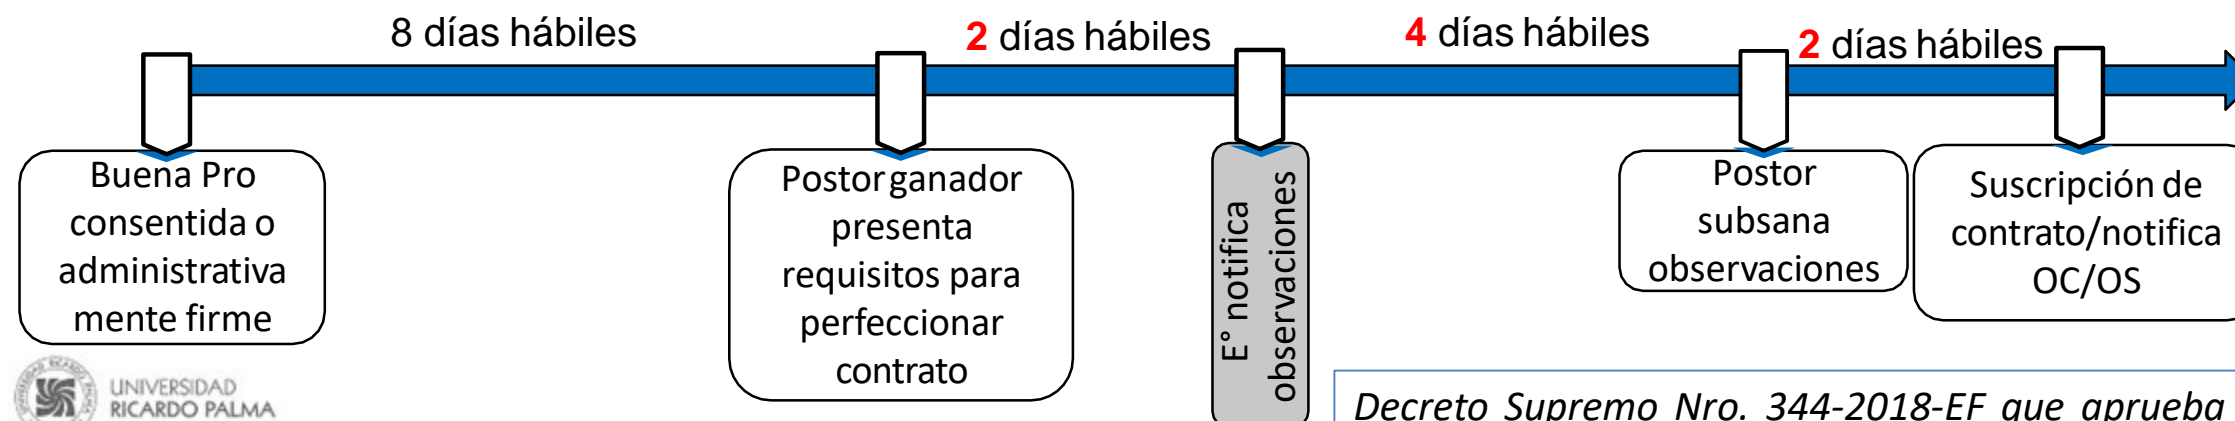 8 días hábiles
2 días hábiles
4 días hábiles
2 días hábiles
Buena Pro
consentida o
administrativa
mente firme
Postor ganador
presenta
requisitos para
perfeccionar
contrato
E° notifica
observaciones
Postor
subsana
observaciones
Suscripción de
contrato/notifica
OC/OS
UNIVERSIDAD
RICARDO PALMA
Decreto Supremo Nro. 344-2018-EF que aprueba